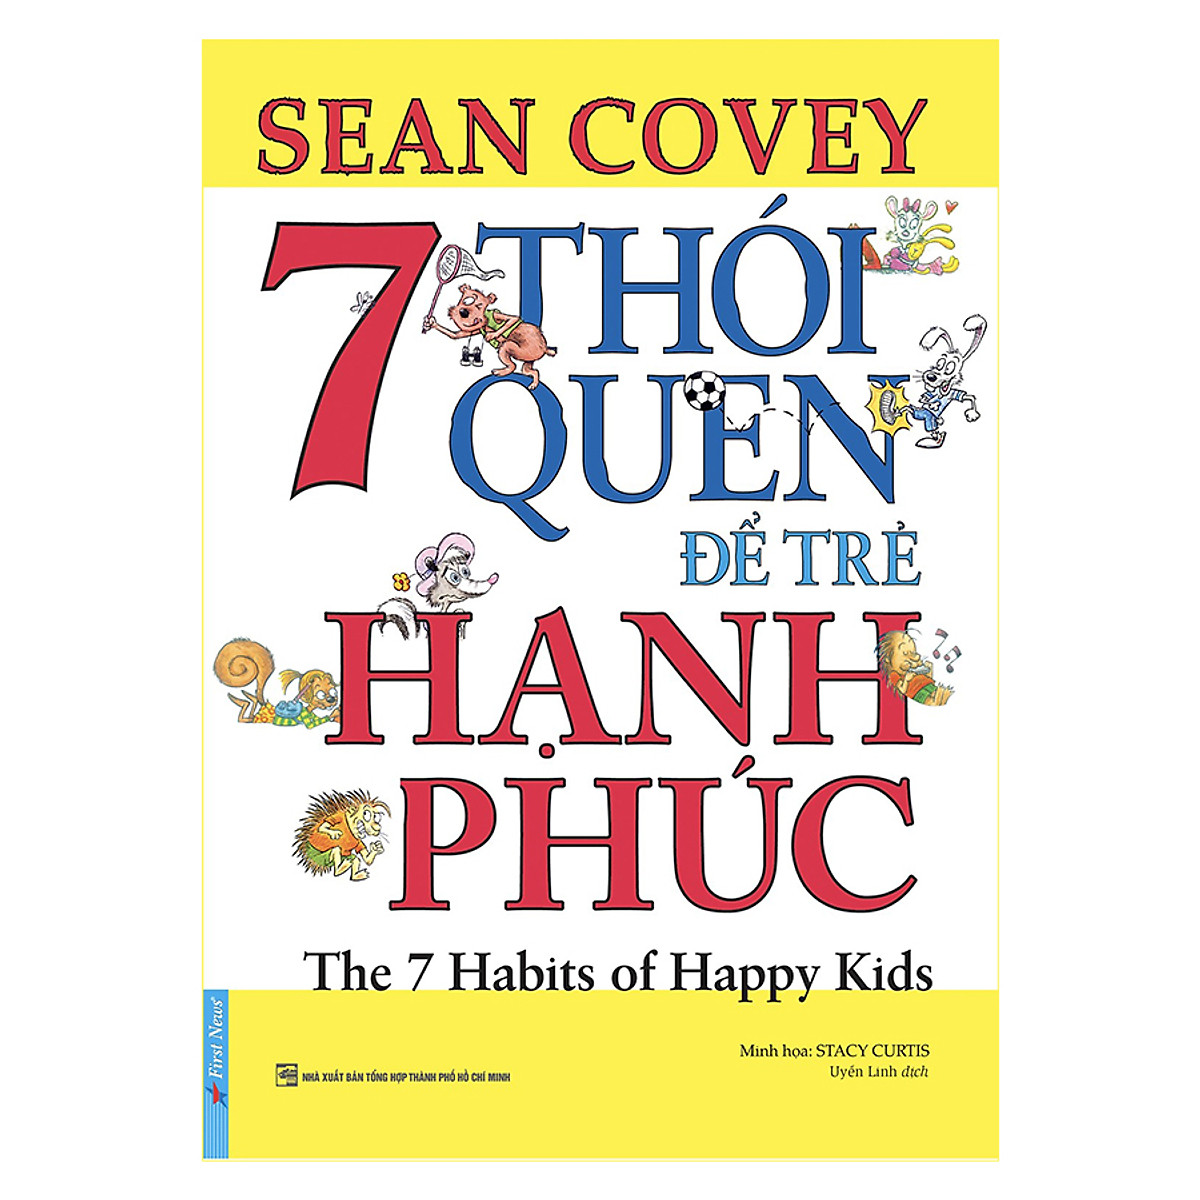 SEAN COVEY
7 THÓI
QUEN
ĐỂ TRẺ
HẠNH
PHÚC
The 7 Habits of Happy Kids
First News®
Minh họa: STACY CURTIS
Uyển Linh dịch
NHÀ XUẤT BẢN TỔNG HỢP THÀNH PHỐ HỒ CHÍ MINH